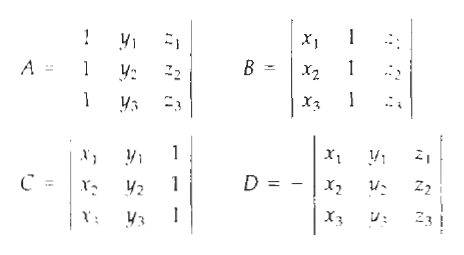 A = | 1 y₁ z₁ | B = | x₁ 1 z₁ |
| 1 y₂ z₂ | | x₂ 1 z₂ |
| 1 y₃ z₃ | | x₃ 1 z₃ |
C = | x₁ y₁ 1 | D = − | x₁ y₁ z₁ |
| x₂ y₂ 1 | | x₂ y₂ z₂ |
| x₃ y₃ 1 | | x₃ y₃ z₃ |